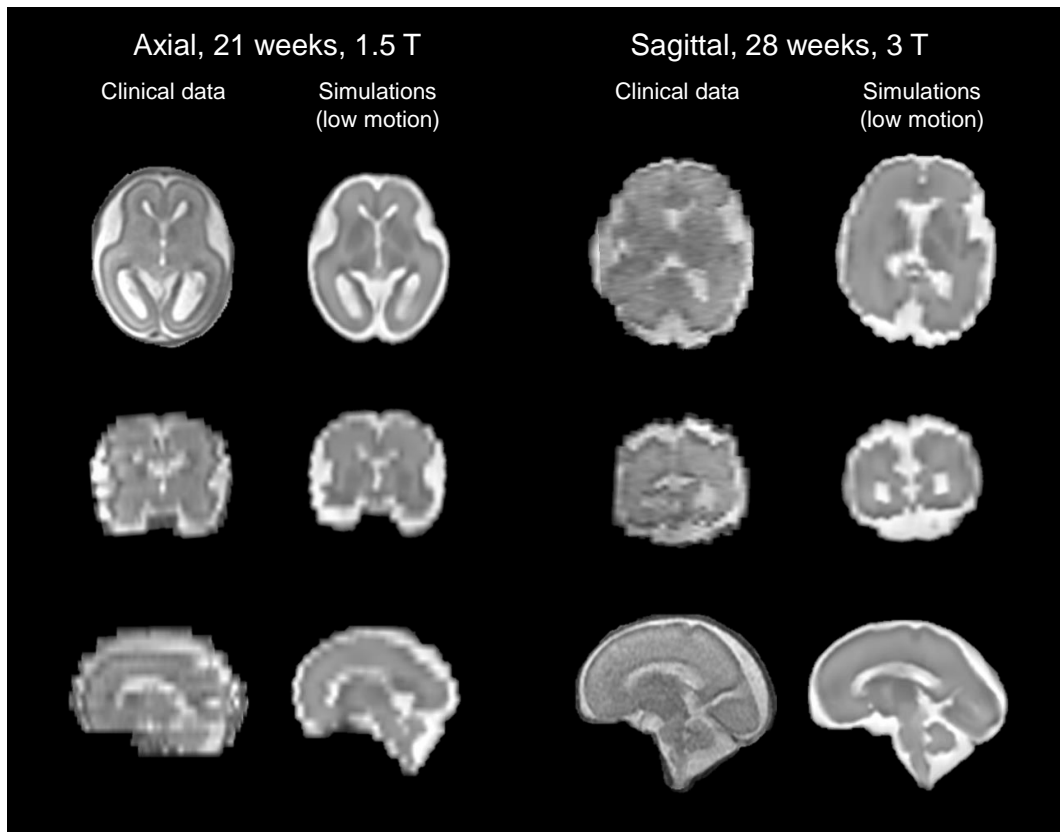 Axial, 21 weeks, 1.5 T
Sagittal, 28 weeks, 3 T
Clinical data
Simulations
(low motion)
Clinical data
Simulations
(low motion)